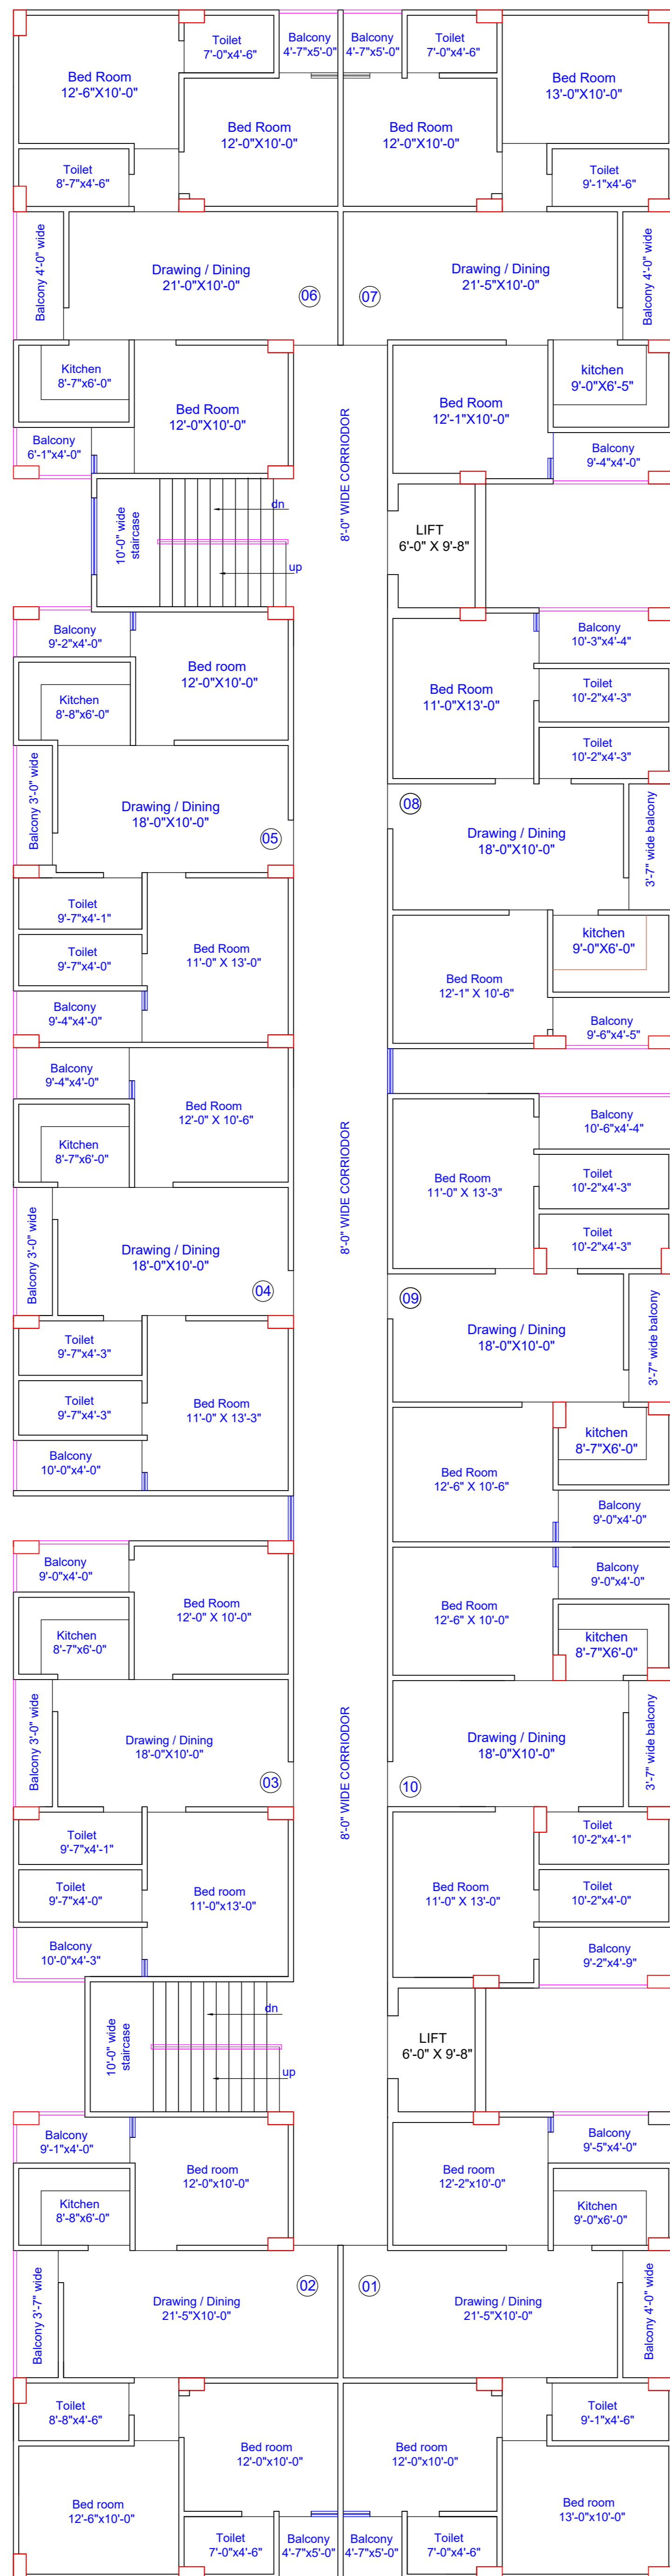 Toilet
7'-0"x4'-6"
Balcony
4'-7"x5'-0"
Balcony
4'-7"x5'-0"
Toilet
7'-0"x4'-6"
Bed Room
12'-6"X10'-0"
Bed Room
13'-0"X10'-0"
Bed Room
12'-0"X10'-0"
Bed Room
12'-0"X10'-0"
Toilet
8'-7"x4'-6"
Toilet
9'-1"x4'-6"
Balcony 4'-0" wide
Drawing / Dining
21'-0"X10'-0"
06
07
Drawing / Dining
21'-5"X10'-0"
Balcony 4'-0" wide
Kitchen
8'-7"x6'-0"
Bed Room
12'-0"X10'-0"
Bed Room
12'-1"X10'-0"
kitchen
9'-0"X6'-5"
Balcony
6'-1"x4'-0"
Balcony
9'-4"x4'-0"
8'-0" WIDE CORRIODOR
10'-0" wide
staircase
dn
up
LIFT
6'-0" X 9'-8"
Balcony
9'-2"x4'-0"
Bed room
12'-0"X10'-0"
Kitchen
8'-8"x6'-0"
Balcony
10'-3"x4'-4"
Bed Room
11'-0"X13'-0"
Toilet
10'-2"x4'-3"
Toilet
10'-2"x4'-3"
Balcony 3'-0" wide
Drawing / Dining
18'-0"X10'-0"
05
08
Drawing / Dining
18'-0"X10'-0"
3'-7" wide balcony
Toilet
9'-7"x4'-1"
Toilet
9'-7"x4'-0"
Bed Room
11'-0" X 13'-0"
Balcony
9'-4"x4'-0"
kitchen
9'-0"X6'-0"
Bed Room
12'-1" X 10'-6"
Balcony
9'-6"x4'-5"
Balcony
9'-4"x4'-0"
Bed Room
12'-0" X 10'-6"
Kitchen
8'-7"x6'-0"
8'-0" WIDE CORRIODOR
Balcony
10'-6"x4'-4"
Bed Room
11'-0" X 13'-3"
Toilet
10'-2"x4'-3"
Toilet
10'-2"x4'-3"
Balcony 3'-0" wide
Drawing / Dining
18'-0"X10'-0"
04
09
Drawing / Dining
18'-0"X10'-0"
3'-7" wide balcony
Toilet
9'-7"x4'-3"
Toilet
9'-7"x4'-3"
Bed Room
11'-0" X 13'-3"
Balcony
10'-0"x4'-0"
kitchen
8'-7"X6'-0"
Bed Room
12'-6" X 10'-6"
Balcony
9'-0"x4'-0"
Balcony
9'-0"x4'-0"
Bed Room
12'-0" X 10'-0"
Kitchen
8'-7"x6'-0"
Balcony
9'-0"x4'-0"
Bed Room
12'-6" X 10'-0"
kitchen
8'-7"X6'-0"
8'-0" WIDE CORRIODOR
Balcony 3'-0" wide
Drawing / Dining
18'-0"X10'-0"
03
10
Drawing / Dining
18'-0"X10'-0"
3'-7" wide balcony
Toilet
9'-7"x4'-1"
Toilet
9'-7"x4'-0"
Bed room
11'-0"x13'-0"
Balcony
10'-0"x4'-3"
Toilet
10'-2"x4'-1"
Bed Room
11'-0" X 13'-0"
Toilet
10'-2"x4'-0"
Balcony
9'-2"x4'-9"
10'-0" wide
staircase
dn
up
LIFT
6'-0" X 9'-8"
Balcony
9'-1"x4'-0"
Bed room
12'-0"x10'-0"
Kitchen
8'-8"x6'-0"
Bed room
12'-2"x10'-0"
Balcony
9'-5"x4'-0"
Kitchen
9'-0"x6'-0"
Balcony 3'-7" wide
Drawing / Dining
21'-5"X10'-0"
02
01
Drawing / Dining
21'-5"X10'-0"
Balcony 4'-0" wide
Toilet
8'-8"x4'-6"
Toilet
9'-1"x4'-6"
Bed room
12'-0"x10'-0"
Bed room
12'-0"x10'-0"
Bed room
12'-6"x10'-0"
Bed room
13'-0"x10'-0"
Toilet
7'-0"x4'-6"
Balcony
4'-7"x5'-0"
Balcony
4'-7"x5'-0"
Toilet
7'-0"x4'-6"